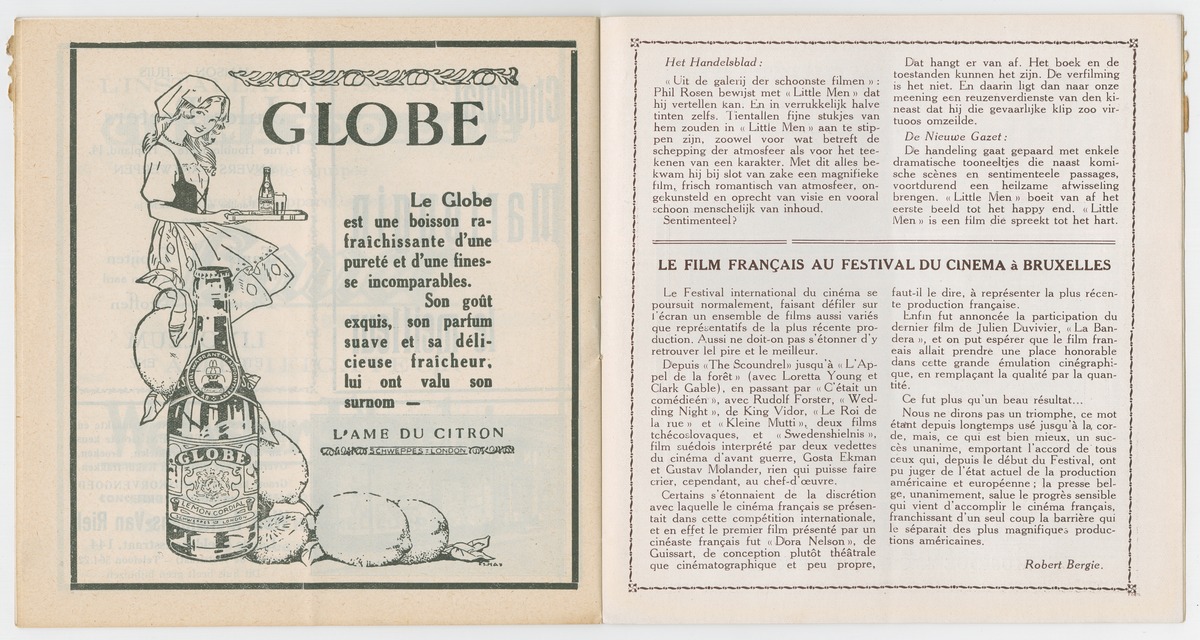 GLOBE
Le Globe
est une boisson ra-
fraîchissante d'une
pureté et d'une fines-
se incomparables.
Son goût
exquis, son parfum
suave et sa déli-
cieuse fraîcheur,
lui ont valu son
surnom —
L'AME DU CITRON
SCHWEPPES : LONDON
GLOBE
LEMON CORDIAL
Het Handelsblad :
« Uit de galerij der schoonste filmen » :
Phil Rosen bewijst met « Little Men » dat
hij vertellen kan. En in verrukkelijk halve
tinten zelfs. Tientallen fijne stukjes van
hem zouden in « Little Men » aan te stip-
pen zijn, zoowel voor wat betreft de
schepping der atmosfeer als voor het tee-
kenen van een karakter. Met dit alles be-
kwam hij bij slot van zake een magnifieke
film, frisch romantisch van atmosfeer, on-
gekunsteld en oprecht van visie en vooral
schoon menschelijk van inhoud.
Sentimenteel?
Dat hangt er van af. Het boek en de
toestanden kunnen het zijn. De verfilming
is het niet. En daarin ligt dan naar onze
meening een reuzenverdienste van den ki-
neast dat hij die gevaarlijke klip zoo vir-
tuoos omzeilde.
De Nieuwe Gazet :
De handeling gaat gepaard met enkele
dramatische tooneeltjes die naast komi-
sche scènes en sentimenteele passages,
voortdurend een heilzame afwisseling
brengen. « Little Men » boeit van af het
eerste beeld tot het happy end. « Little
Men » is een film die spreekt tot het hart.
LE FILM FRANÇAIS AU FESTIVAL DU CINEMA à BRUXELLES
Le Festival international du cinéma se
poursuit normalement, faisant défiler sur
l'écran un ensemble de films aussi variés
que représentatifs de la plus récente pro-
duction. Aussi ne doit-on pas s'étonner d'y
retrouver lel pire et le meilleur.
Depuis «The Scoundrel» jusqu'à « L'Ap-
pel de la forêt » (avec Loretta Young et
Clark Gable), en passant par « C'était un
comédieén », avec Rudolf Forster, « Wed-
ding Night », de King Vidor, « Le Roi de
la rue » et « Kleine Mutti », deux films
tchécoslovaques, et « Swedenshielnis »,
film suédois interprété par deux vedettes
du cinéma d'avant guerre, Gosta Ekman
et Gustav Molander, rien qui puisse faire
crier, cependant, au chef-d'œuvre.
Certains s'étonnaient de la discrétion
avec laquelle le cinéma français se présen-
tait dans cette compétition internationale,
et en effet le premier film présenté par un
cinéaste français fut « Dora Nelson », de
Guissart, de conception plutôt théâtrale
que cinématographique et peu propre,
faut-il le dire, à représenter la plus récen-
te production française.
Enfin fut annoncée la participation du
dernier film de Julien Duvivier, « La Ban-
dera », et on put espérer que le film fran-
eais allait prendre une place honorable
dans cette grande émulation cinégraphi-
que, en remplaçant la qualité par la quan-
tité.
Ce fut plus qu'un beau résultat...
Nous ne dirons pas un triomphe, ce mot
étant depuis longtemps usé jusqu'à la cor-
de, mais, ce qui est bien mieux, un suc-
cès unanime, emportant l'accord de tous
ceux qui, depuis le début du Festival, ont
pu juger de l'état actuel de la production
américaine et européenne ; la presse bel-
ge, unanimement, salue le progrès sensible
qui vient d'accomplir le cinéma français,
franchissant d'un seul coup la barrière qui
le séparait des plus magnifiques produc-
tions américaines.
Robert Bergie.